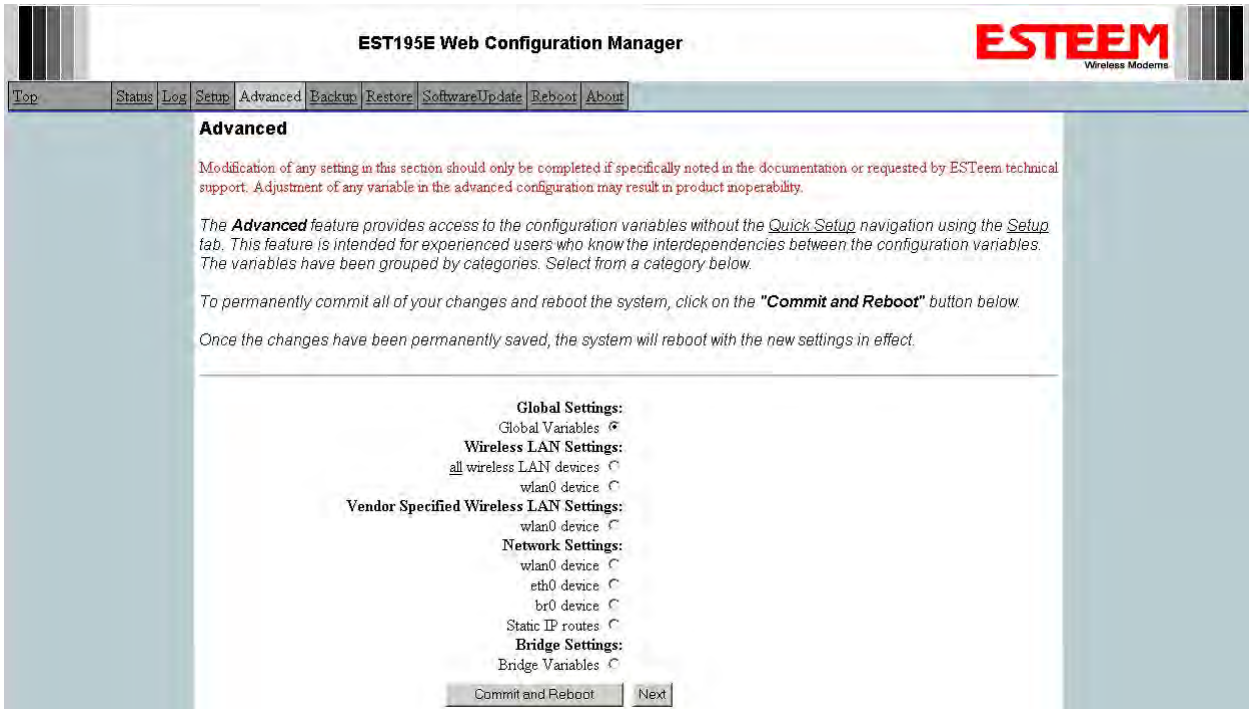 EST195E Web Configuration Manager
ESTEEM
Wireless Modems
Top Status Log Setup Advanced Backup Restore SoftwareUpdate Reboot About
Advanced
Modification of any setting in this section should only be completed if specifically noted in the documentation or requested by ESTeem technical
support. Adjustment of any variable in the advanced configuration may result in product inoperability.
The Advanced feature provides access to the configuration variables without the Quick Setup navigation using the Setup
tab. This feature is intended for experienced users who know the interdependencies between the configuration variables.
The variables have been grouped by categories. Select from a category below.
To permanently commit all of your changes and reboot the system, click on the "Commit and Reboot" button below.
Once the changes have been permanently saved, the system will reboot with the new settings in effect.
Global Settings:
Global Variables
Wireless LAN Settings:
all wireless LAN devices
wlan0 device
Vendor Specified Wireless LAN Settings:
wlan0 device
Network Settings:
wlan0 device
eth0 device
br0 device
Static IP routes
Bridge Settings:
Bridge Variables
Commit and Reboot Next